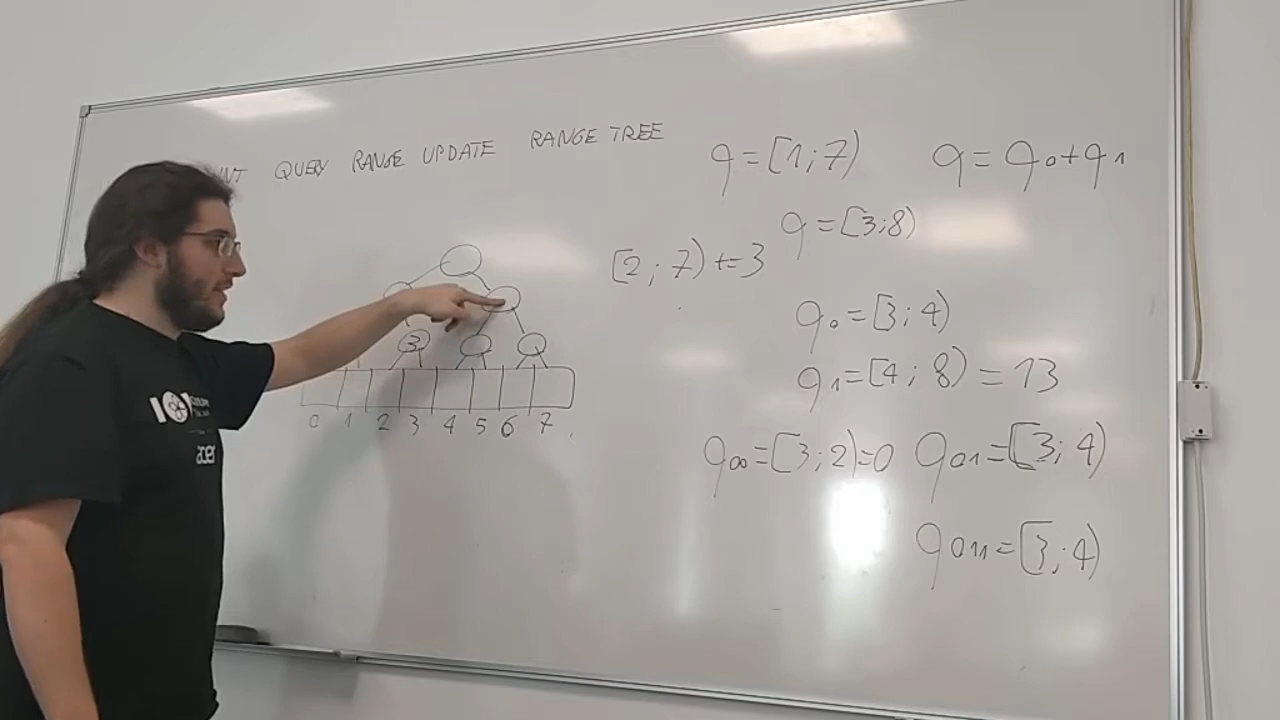 QUERY RANGE UPDATE RANGE TREE
q=[1;7) q=q0+q1
q=[3;8)
[2;7)+=3
q0=[3;4)
3
q1=[4;8)=13
0 1 2 3 4 5 6 7
q00=[3;2)=0 q01=[3;4)
q011=[3;4)
acer